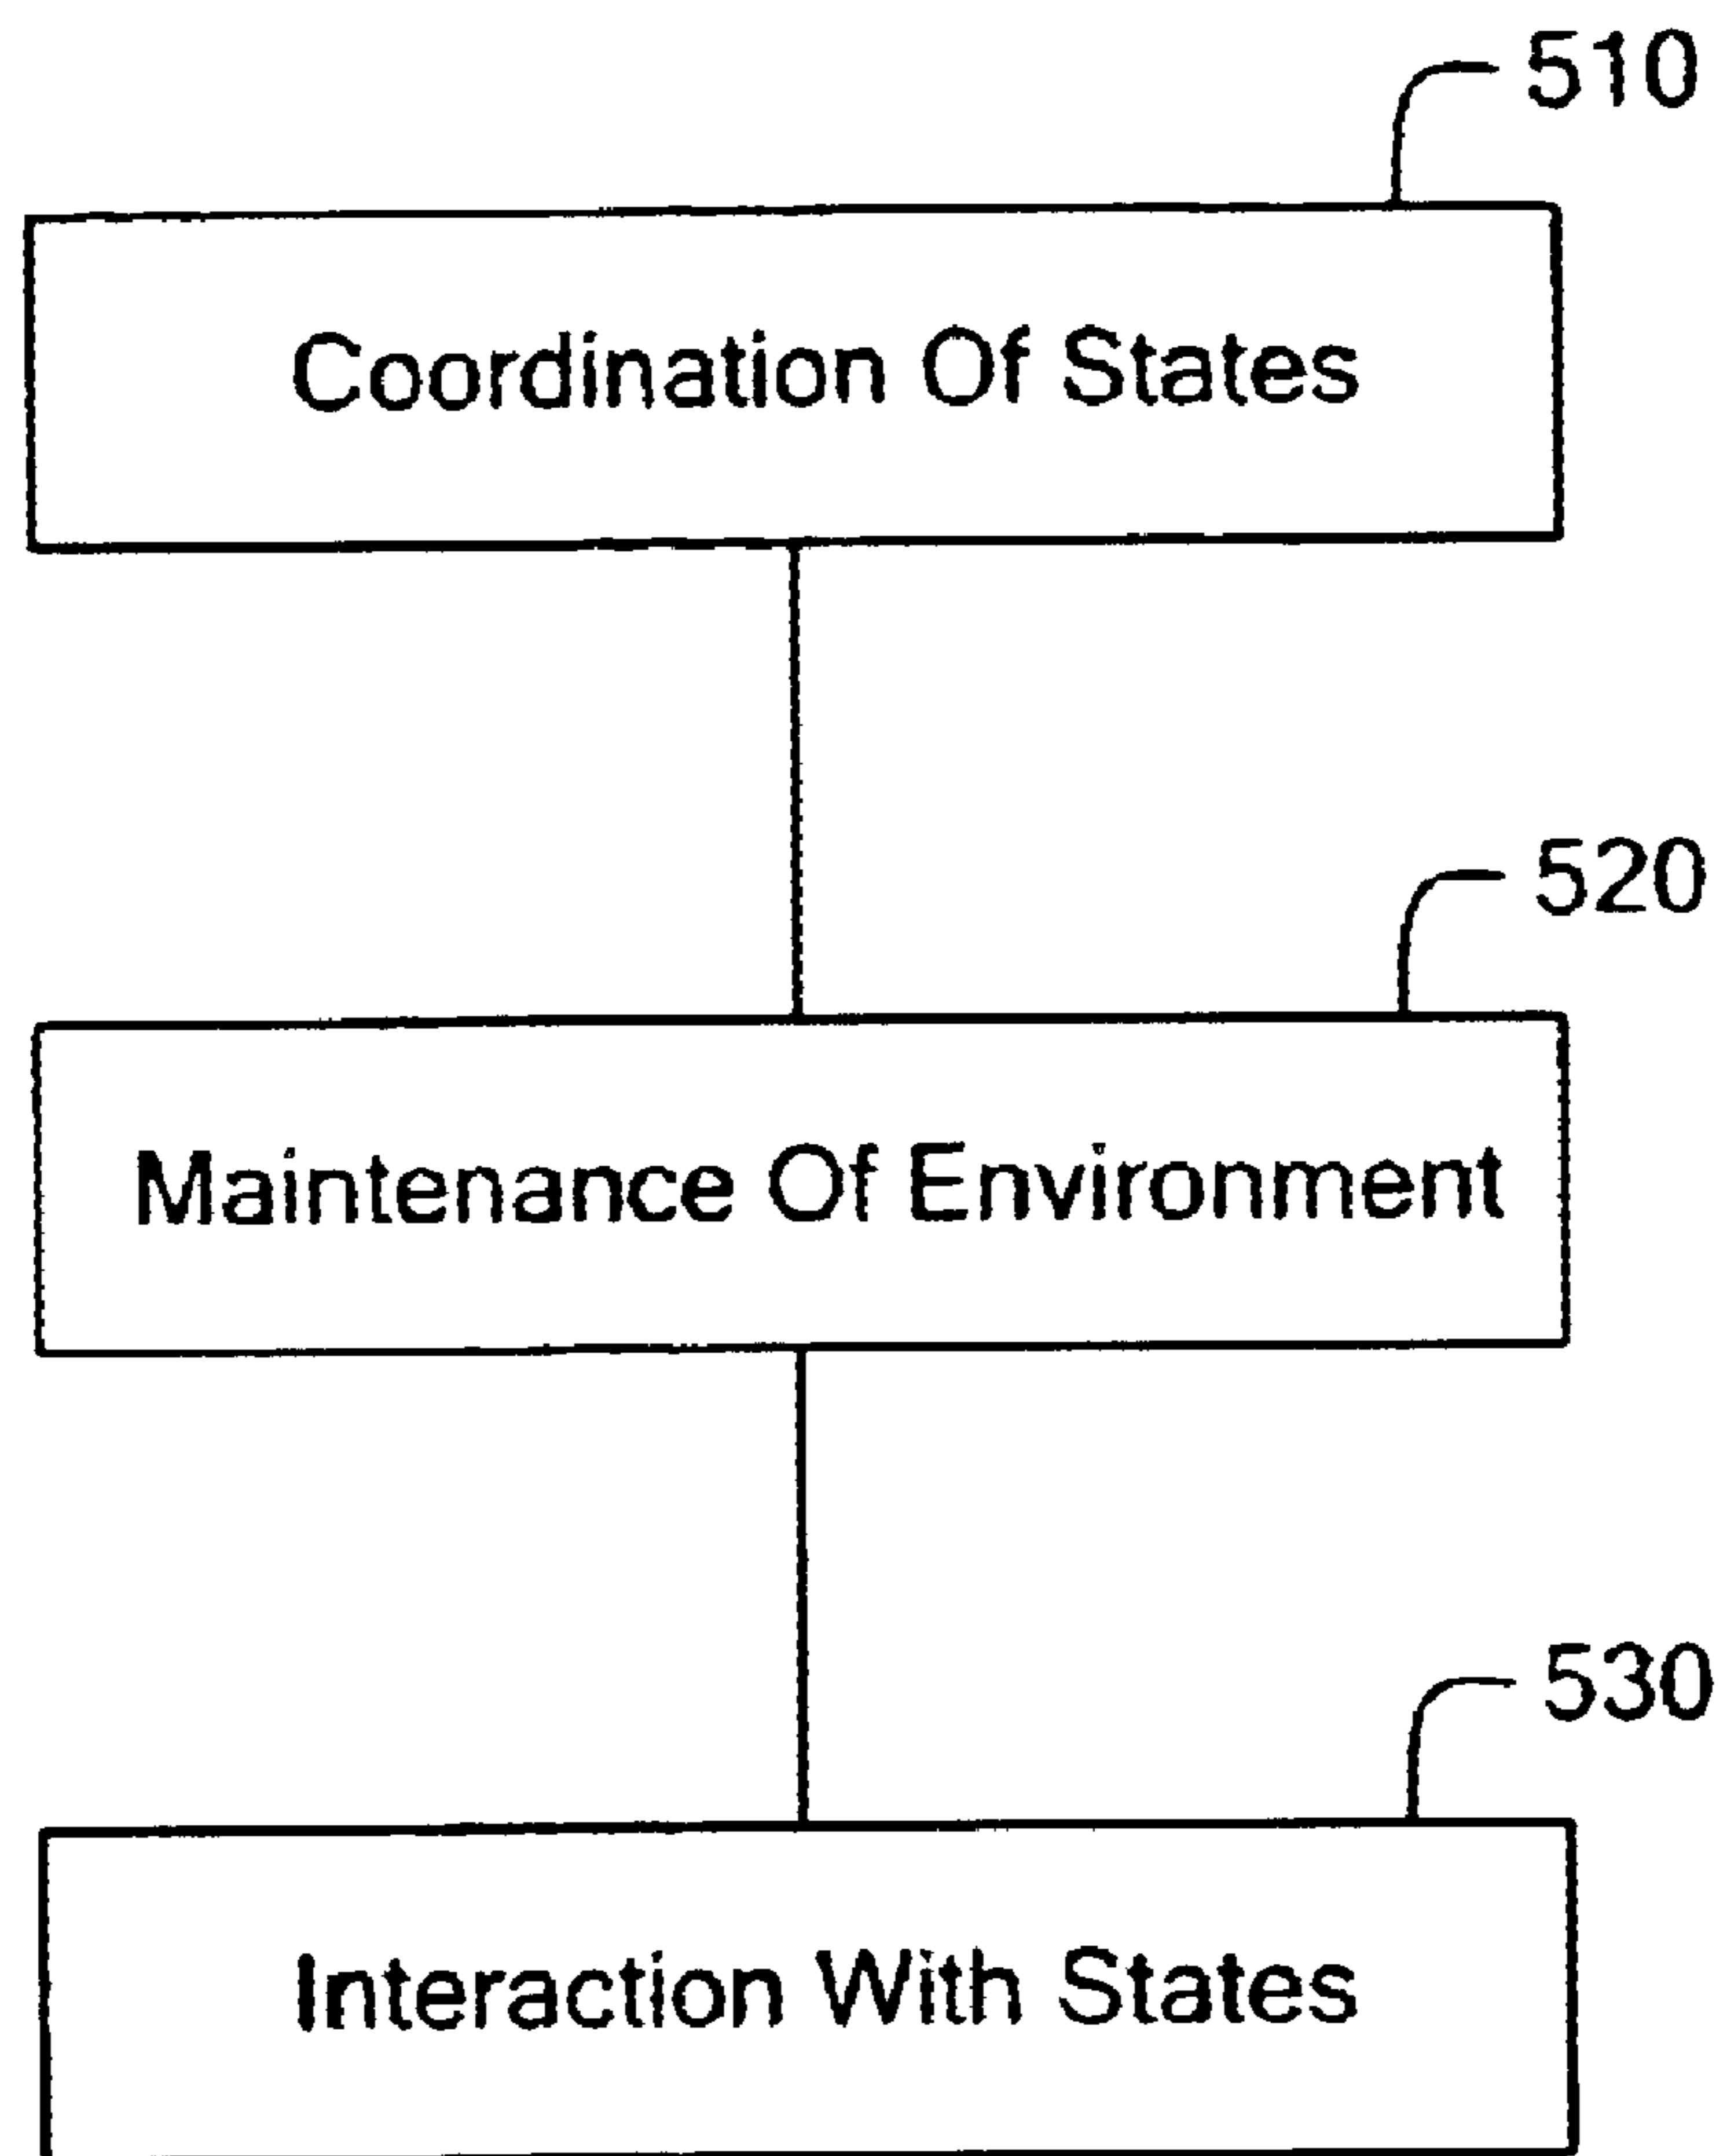 510
Coordination Of States
520
Maintenance Of Environment
530
Interaction With States